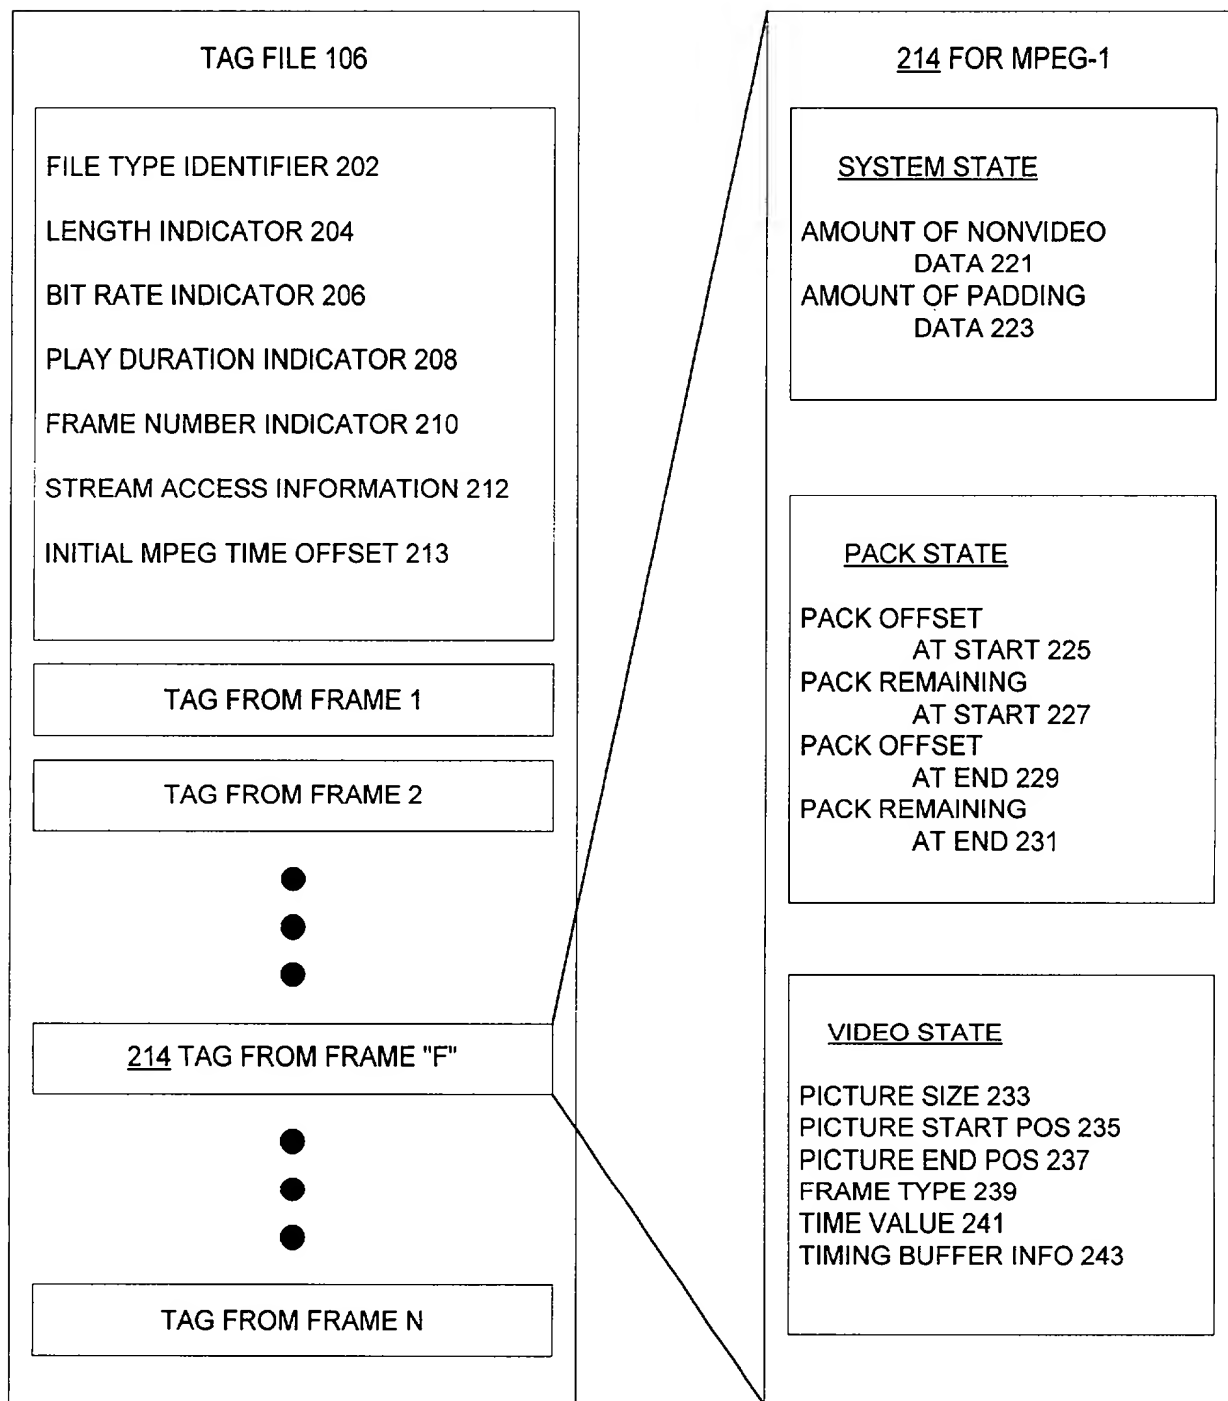 TAG FILE 106
FILE TYPE IDENTIFIER 202
LENGTH INDICATOR 204
BIT RATE INDICATOR 206
PLAY DURATION INDICATOR 208
FRAME NUMBER INDICATOR 210
STREAM ACCESS INFORMATION 212
INITIAL MPEG TIME OFFSET 213
TAG FROM FRAME 1
TAG FROM FRAME 2
214 TAG FROM FRAME "F"
TAG FROM FRAME N
214 FOR MPEG-1
SYSTEM STATE
AMOUNT OF NONVIDEO
DATA 221
AMOUNT OF PADDING
DATA 223
PACK STATE
PACK OFFSET
AT START 225
PACK REMAINING
AT START 227
PACK OFFSET
AT END 229
PACK REMAINING
AT END 231
VIDEO STATE
PICTURE SIZE 233
PICTURE START POS 235
PICTURE END POS 237
FRAME TYPE 239
TIME VALUE 241
TIMING BUFFER INFO 243